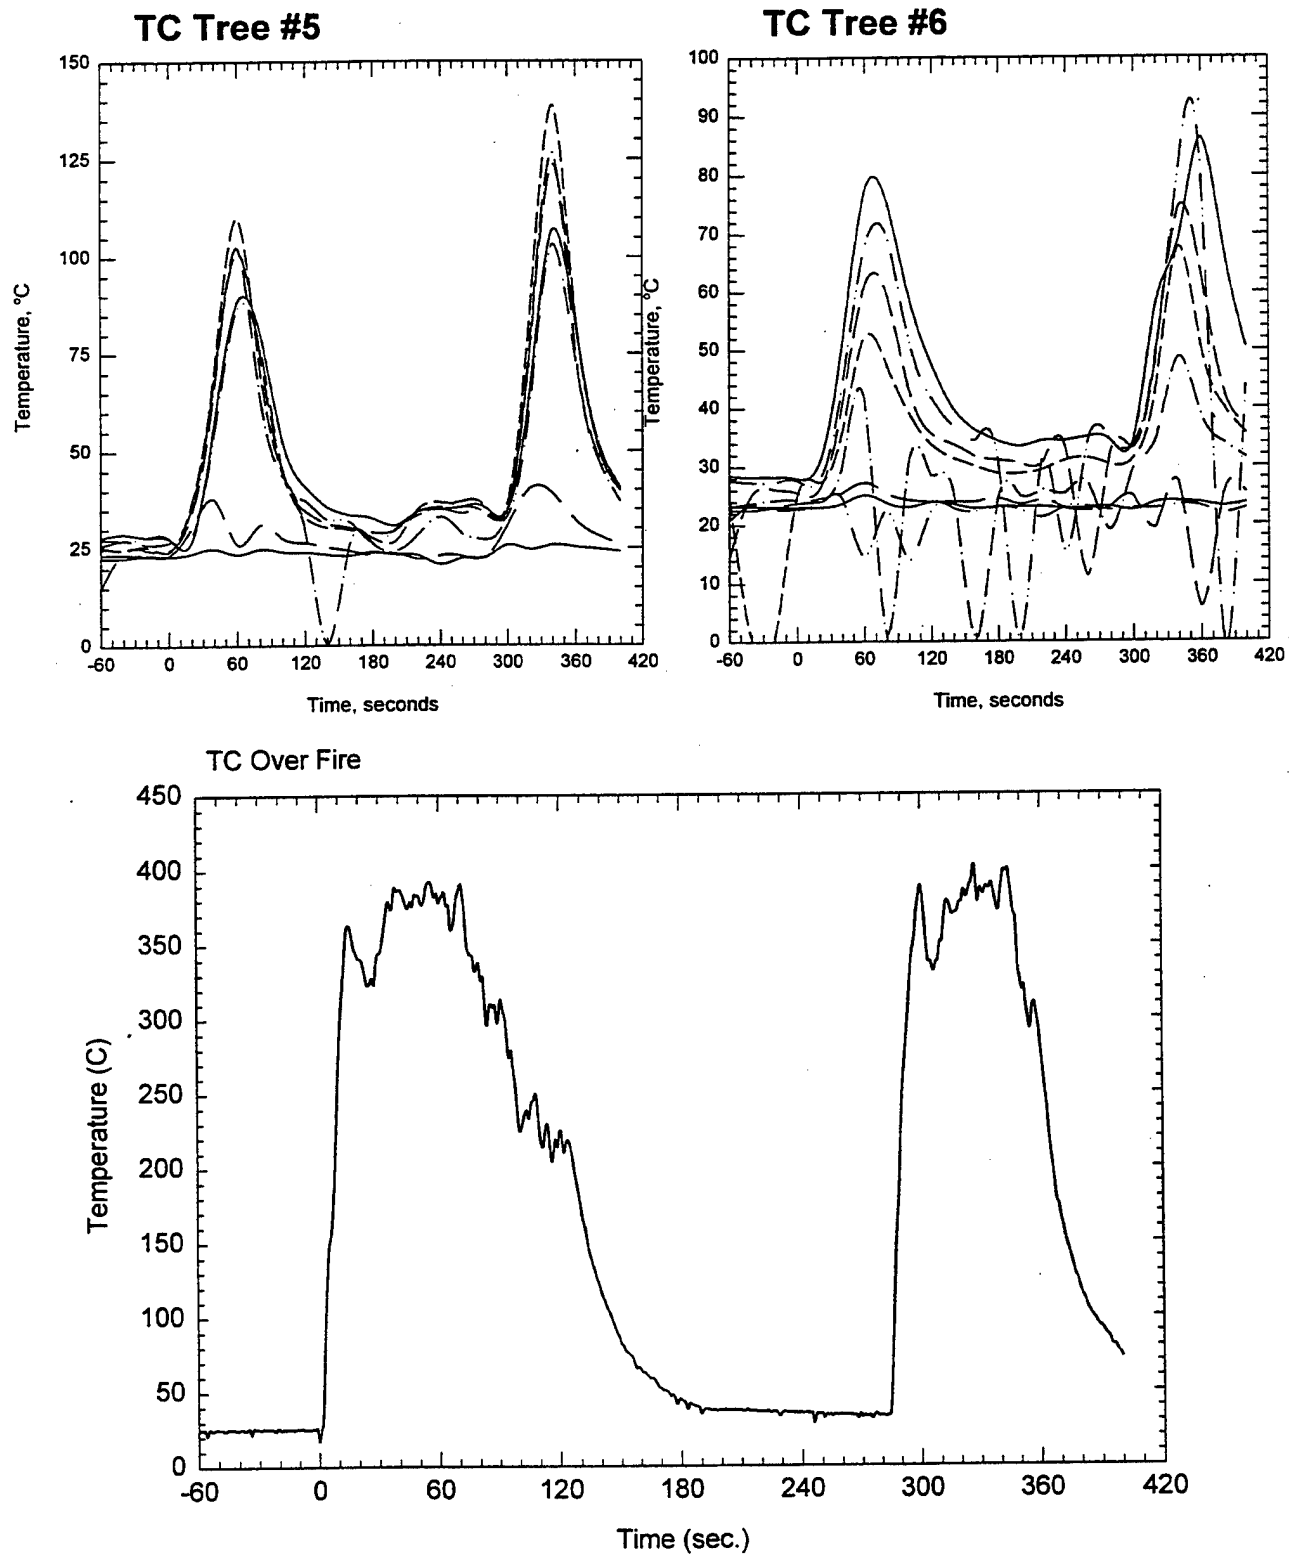 TC Tree #5
150
125
100
75
50
25
0
Temperature, °C
-60 0 60 120 180 240 300 360 420
Time, seconds
TC Tree #6
100
90
80
70
60
50
40
30
20
10
0
Temperature, °C
-60 0 60 120 180 240 300 360 420
Time, seconds
TC Over Fire
450
400
350
300
250
200
150
100
50
0
Temperature (C)
-60 0 60 120 180 240 300 360 420
Time (sec.)